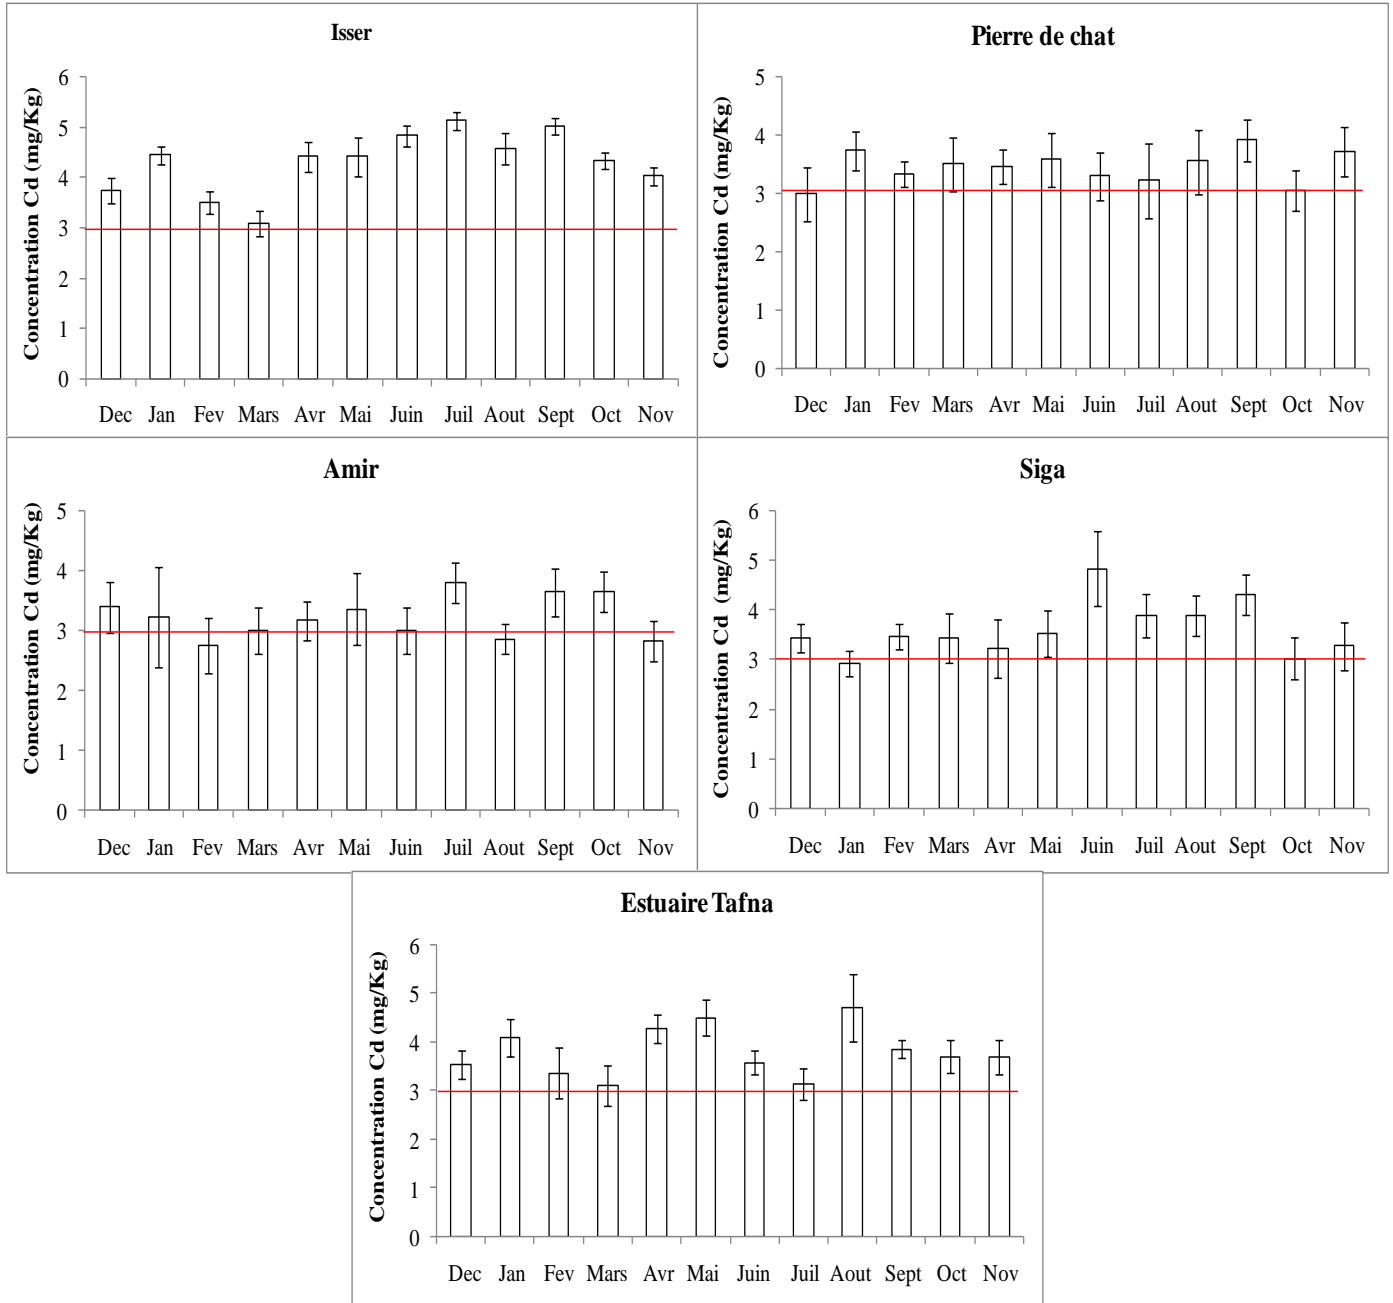 Isser
Concentration Cd (mg/Kg)
6
5
4
3
2
1
0
Dec Jan Fev Mars Avr Mai Juin Juil Aout Sept Oct Nov
Pierre de chat
Concentration Cd (mg/Kg)
5
4
3
2
1
0
Dec Jan Fev Mars Avr Mai Juin Juil Aout Sept Oct Nov
Amir
Concentration Cd (mg/Kg)
5
4
3
2
1
0
Dec Jan Fev Mars Avr Mai Juin Juil Aout Sept Oct Nov
Siga
Concentration Cd (mg/Kg)
6
5
4
3
2
1
0
Dec Jan Fev Mars Avr Mai Juin Juil Aout Sept Oct Nov
Estuaire Tafna
Concentration Cd (mg/Kg)
6
5
4
3
2
1
0
Dec Jan Fev Mars Avr Mai Juin Juil Aout Sept Oct Nov